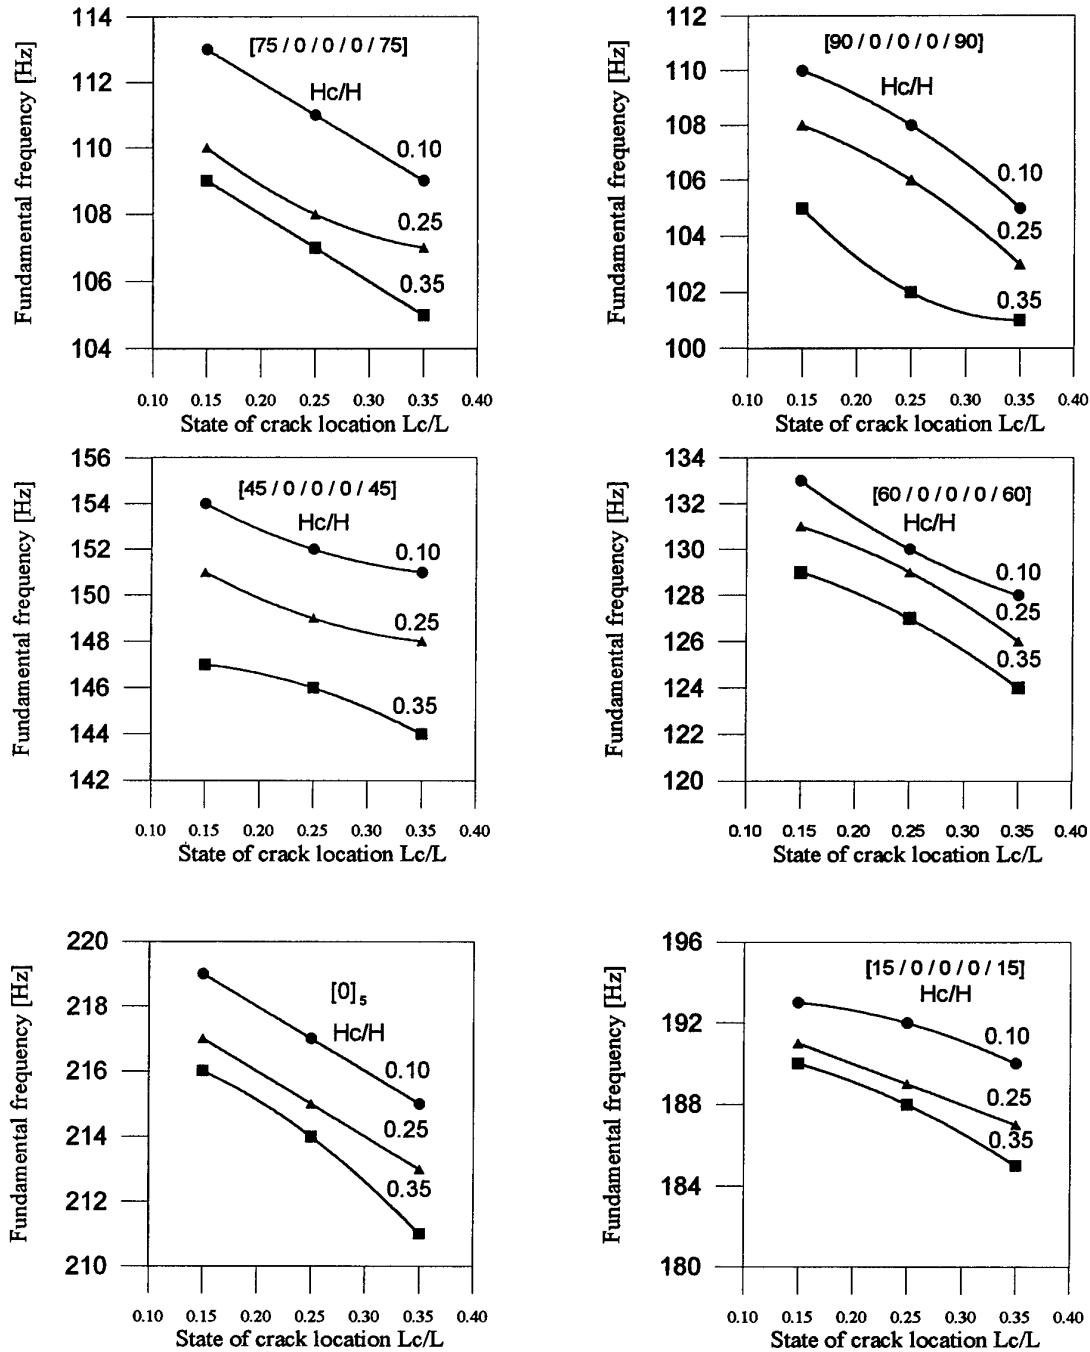 114
112
110
108
106
104
Fundamental frequency [Hz]
[75 / 0 / 0 / 0 / 75]
Hc/H
0.10
0.25
0.35
0.10 0.15 0.20 0.25 0.30 0.35 0.40
State of crack location Lc/L
112
110
108
106
104
102
100
Fundamental frequency [Hz]
[90 / 0 / 0 / 0 / 90]
Hc/H
0.10
0.25
0.35
0.10 0.15 0.20 0.25 0.30 0.35 0.40
State of crack location Lc/L
156
154
152
150
148
146
144
142
Fundamental frequency [Hz]
[45 / 0 / 0 / 0 / 45]
Hc/H
0.10
0.25
0.35
0.10 0.15 0.20 0.25 0.30 0.35 0.40
State of crack location Lc/L
134
132
130
128
126
124
122
120
Fundamental frequency [Hz]
[60 / 0 / 0 / 0 / 60]
Hc/H
0.10
0.25
0.35
0.10 0.15 0.20 0.25 0.30 0.35 0.40
State of crack location Lc/L
220
218
216
214
212
210
Fundamental frequency [Hz]
[0]₅
Hc/H
0.10
0.25
0.35
0.10 0.15 0.20 0.25 0.30 0.35 0.40
State of crack location Lc/L
196
192
188
184
180
Fundamental frequency [Hz]
[15 / 0 / 0 / 0 / 15]
Hc/H
0.10
0.25
0.35
0.10 0.15 0.20 0.25 0.30 0.35 0.40
State of crack location Lc/L